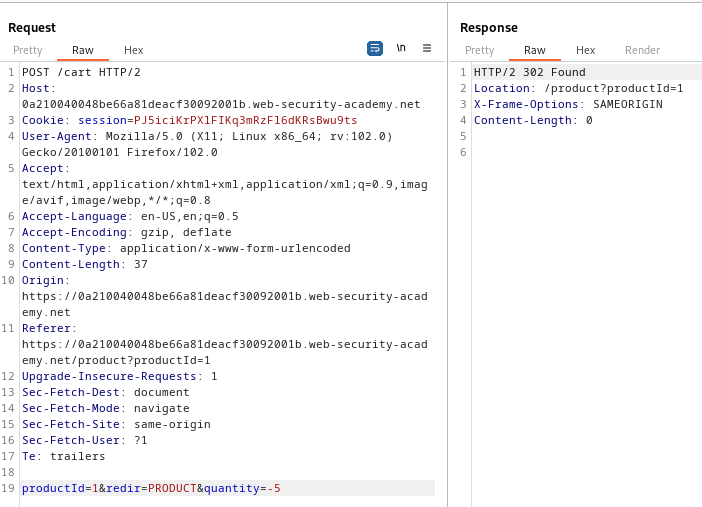 Request
Pretty Raw Hex
\n
1 POST /cart HTTP/2
2 Host:
0a210040048be66a81deacf30092001b.web-security-academy.net
3 Cookie: session=PJ5iciKrPXlFIKq3mRzFl6dKRsBwu9ts
4 User-Agent: Mozilla/5.0 (X11; Linux x86_64; rv:102.0)
Gecko/20100101 Firefox/102.0
5 Accept:
text/html,application/xhtml+xml,application/xml;q=0.9,imag
e/avif,image/webp,*/*;q=0.8
6 Accept-Language: en-US,en;q=0.5
7 Accept-Encoding: gzip, deflate
8 Content-Type: application/x-www-form-urlencoded
9 Content-Length: 37
10 Origin:
https://0a210040048be66a81deacf30092001b.web-security-acad
emy.net
11 Referer:
https://0a210040048be66a81deacf30092001b.web-security-acad
emy.net/product?productId=1
12 Upgrade-Insecure-Requests: 1
13 Sec-Fetch-Dest: document
14 Sec-Fetch-Mode: navigate
15 Sec-Fetch-Site: same-origin
16 Sec-Fetch-User: ?1
17 Te: trailers
18
19 productId=1&redir=PRODUCT&quantity=-5
Response
Pretty Raw Hex Render
1 HTTP/2 302 Found
2 Location: /product?productId=1
3 X-Frame-Options: SAMEORIGIN
4 Content-Length: 0
5
6